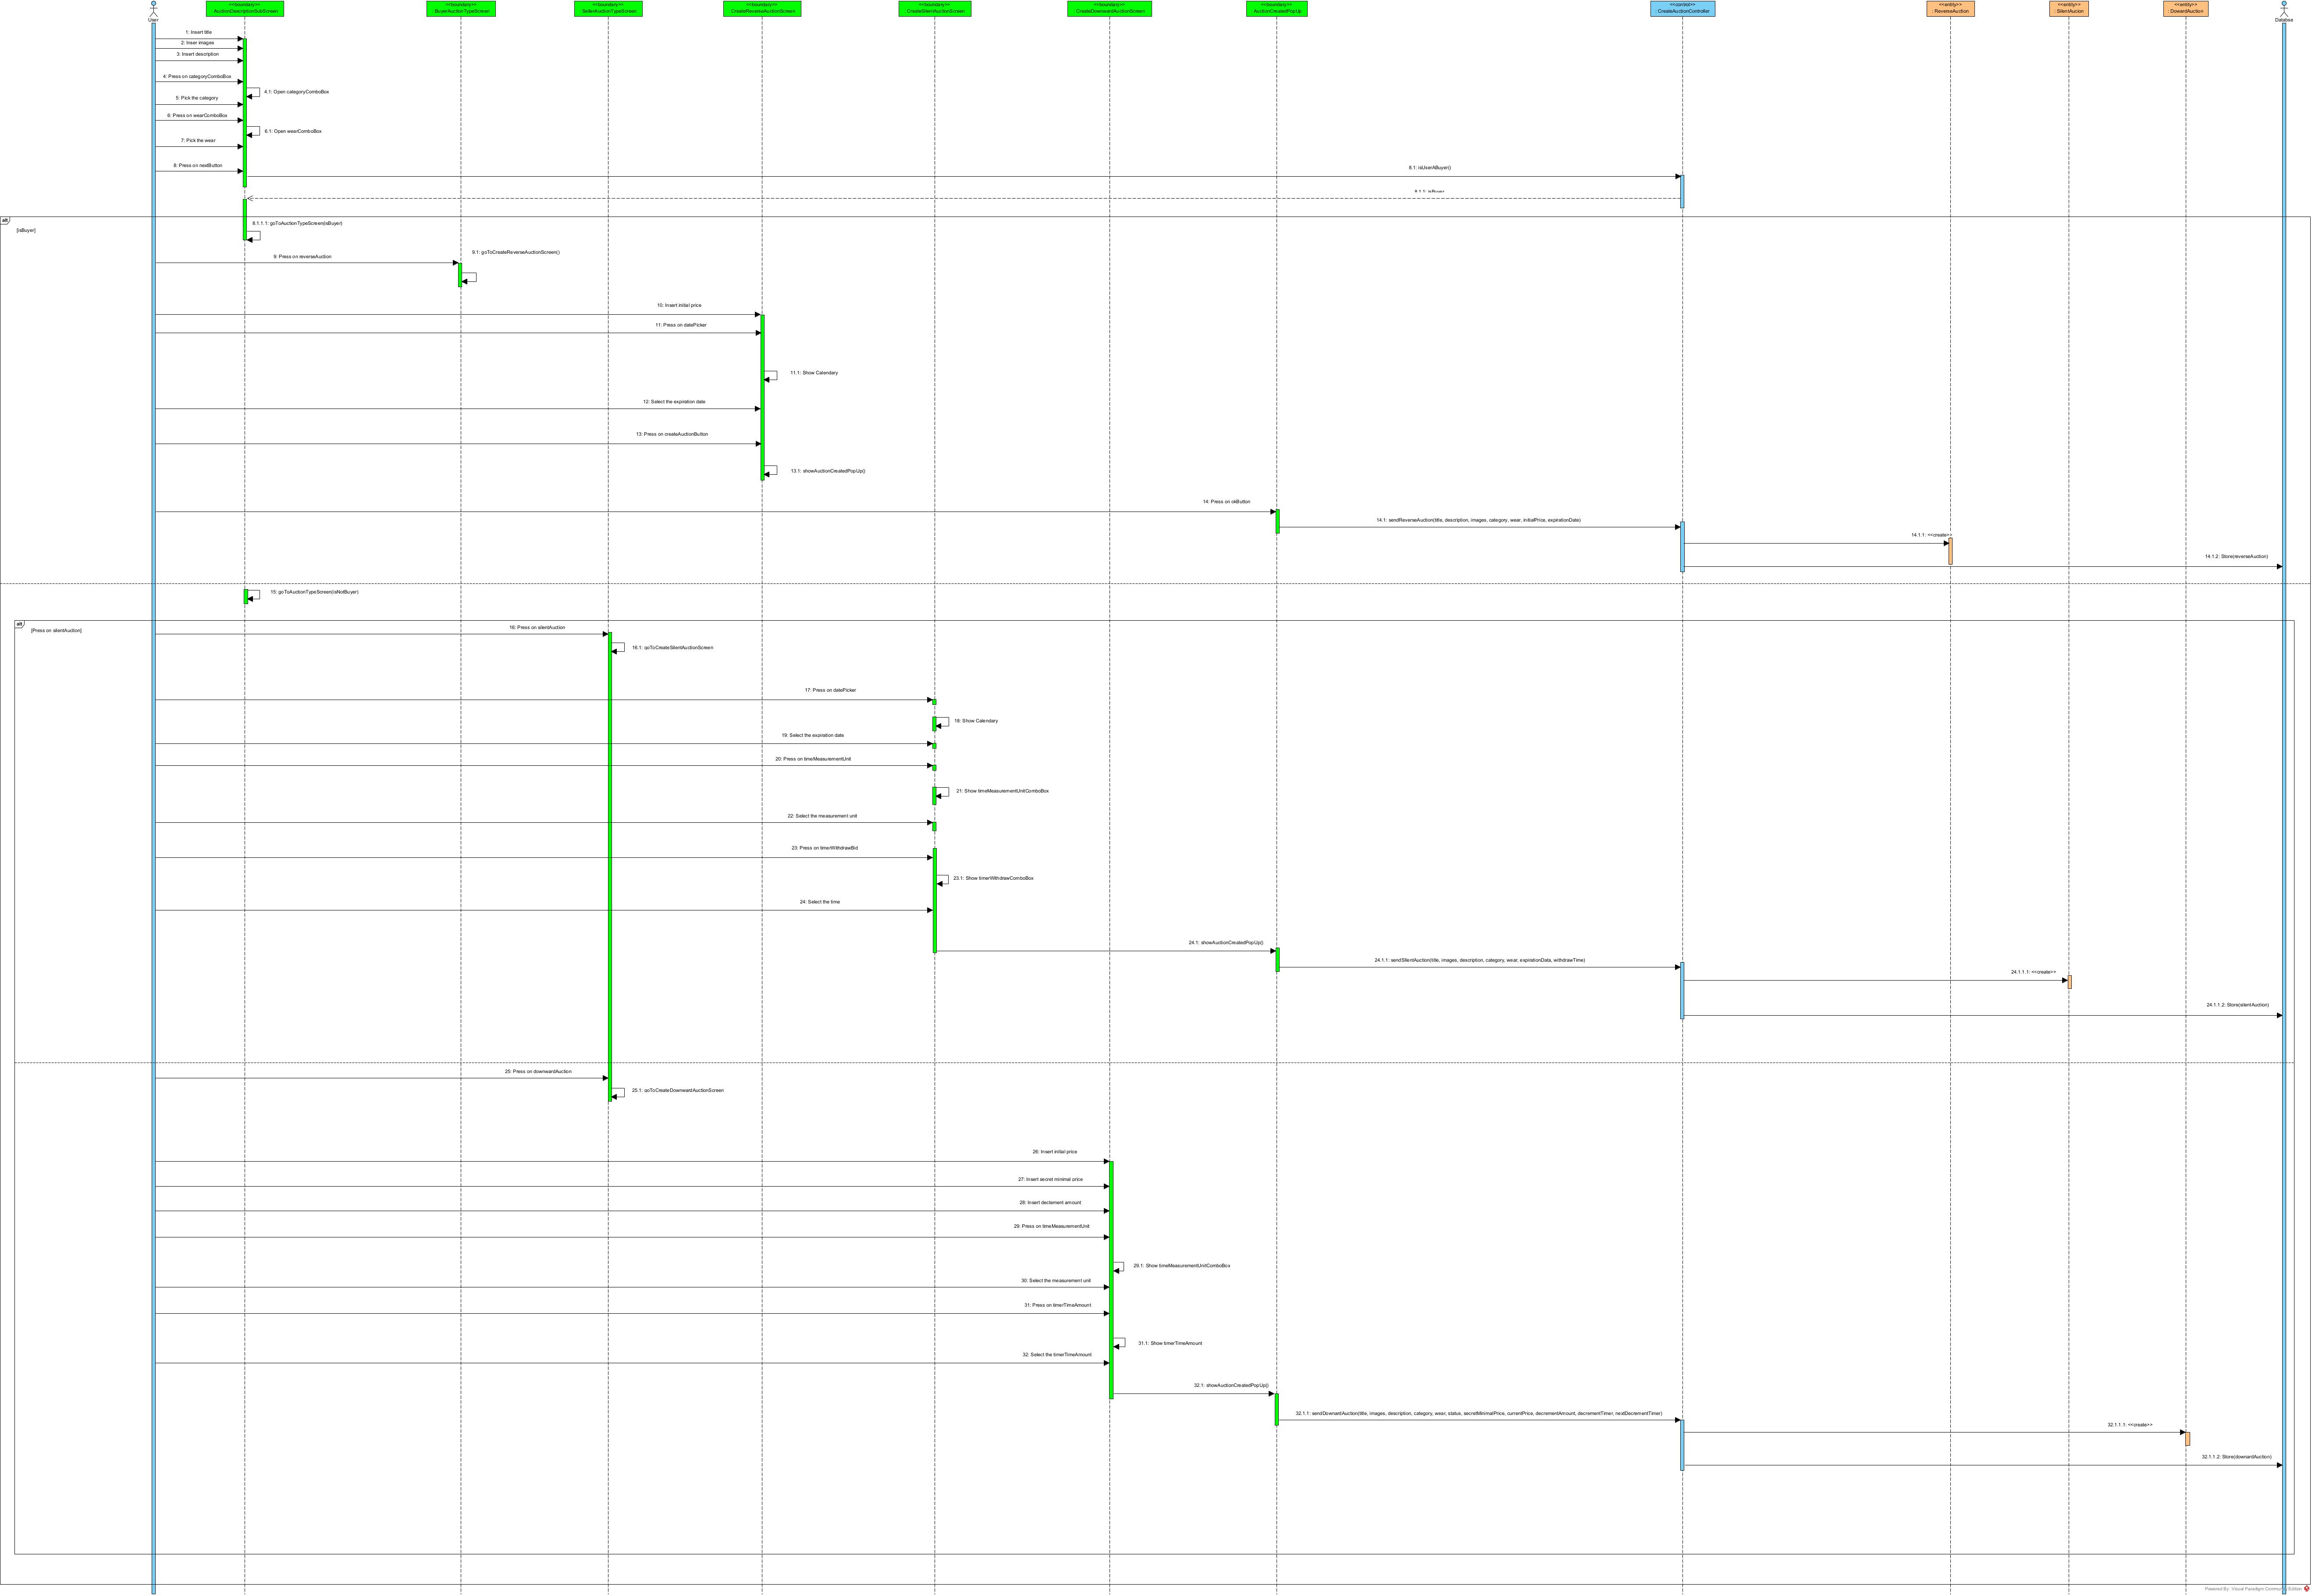 <<boundary>>
: AuctionDescriptionSubScreen
<<boundary>>
: BuyerAuctionTypeScreen
<<boundary>>
: SellerAuctionTypeScreen
<<boundary>>
: CreateReverseAuctionScreen
<<boundary>>
: CreateSilentAuctionScreen
<<boundary>>
: CreateDownwardAuctionScreen
<<boundary>>
: AuctionCreatedPopUp
<<control>>
: CreateAuctionController
<<entity>>
: ReverseAuction
<<entity>>
: SilentAucion
<<entity>>
: DowardAuction
User
Database
1: Insert title
2: Inser images
3: Insert description
4: Press on categoryComboBox
4.1: Open categoryComboBox
5: Pick the category
6: Press on wearComboBox
6.1: Open wearComboBox
7: Pick the wear
8: Press on nextButton
8.1: isUserABuyer()
8.1.1: isBuyer
alt
[isBuyer]
8.1.1.1: goToAuctionTypeScreen(isBuyer)
9: Press on reverseAuction
9.1: goToCreateReverseAuctionScreen()
10: Insert initial price
11: Press on datePicker
11.1: Show Calendary
12: Select the expiration date
13: Press on createAuctionButton
13.1: showAuctionCreatedPopUp()
14: Press on okButton
14.1: sendReverseAuction(title, description, images, category, wear, initialPrice, expirationDate)
14.1.1: <<create>>
14.1.2: Store(reverseAuction)
15: goToAuctionTypeScreen(isNotBuyer)
alt
[Press on silentAuction]
16: Press on silentAuction
16.1: goToCreateSilentAuctionScreen
17: Press on datePicker
18: Show Calendary
19: Select the expiration date
20: Press on timeMeasurementUnit
21: Show timeMeasurementUnitComboBox
22: Select the measurement unit
23: Press on timerWithdrawBid
23.1: Show timerWithdrawComboBox
24: Select the time
24.1: showAuctionCreatedPopUp()
24.1.1: sendSilentAuction(title, images, description, category, wear, expirationData, withdrawTime)
24.1.1.1: <<create>>
24.1.1.2: Store(silentAuction)
25: Press on downwardAuction
25.1: goToCreateDownwardAuctionScreen
26: Insert initial price
27: Insert secret minimal price
28: Insert dectement amount
29: Press on timeMeasurementUnit
29.1: Show timeMeasurementUnitComboBox
30: Select the measurement unit
31: Press on timerTimeAmount
31.1: Show timerTimeAmount
32: Select the timerTimeAmount
32.1: showAuctionCreatedPopUp()
32.1.1: sendDownardAuction(title, images, description, category, wear, status, secretMinimalPrice, currentPrice, decrementAmount, decrementTimer, nextDecrementTimer)
32.1.1.1: <<create>>
32.1.1.2: Store(downardAuction)
Powered By: Visual Paradigm Community Edition